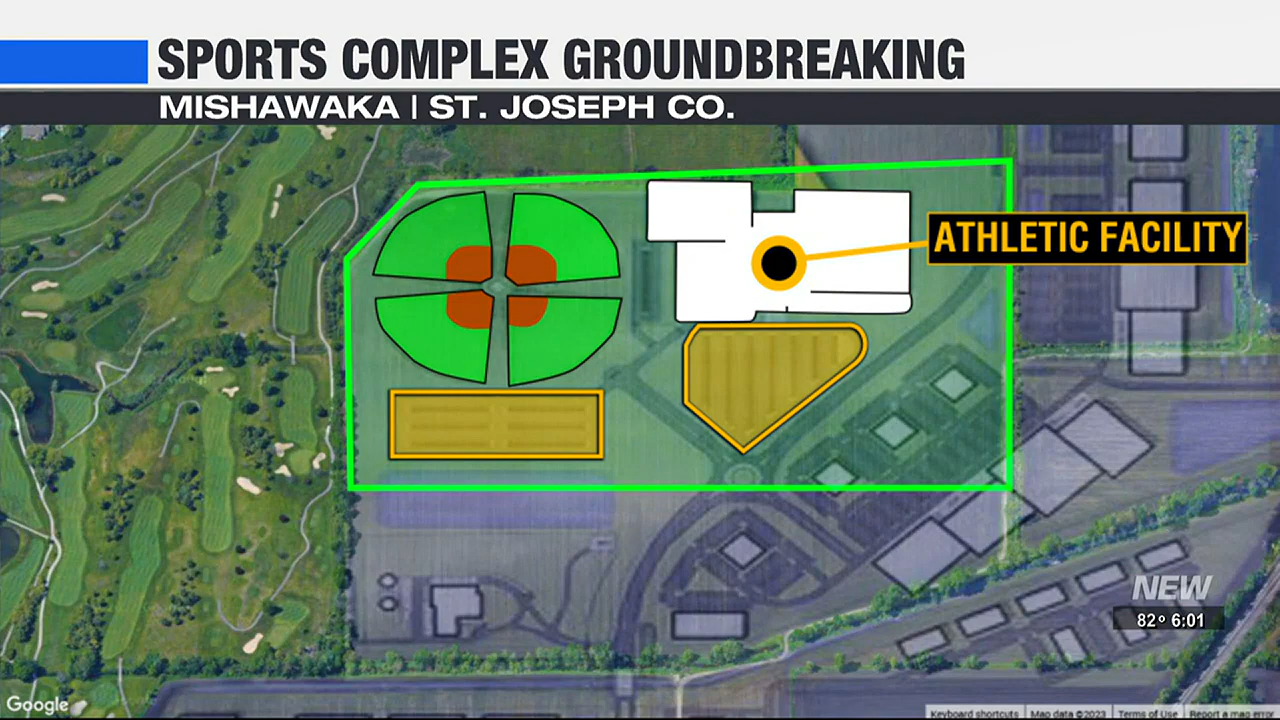 SPORTS COMPLEX GROUNDBREAKING
MISHAWAKA | ST. JOSEPH CO.
ATHLETIC FACILITY
NEW
82° 6:01
Google
Keyboard shortcuts Map data ©2023 Terms of Use Report a map error